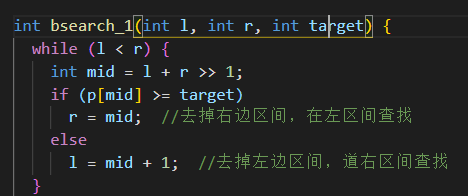 int bsearch_1(int l, int r, int target) {
while (l < r) {
int mid = l + r >> 1;
if (p[mid] >= target)
r = mid; //去掉右边区间，在左区间查找
else
l = mid + 1; //去掉左边区间，道右区间查找
}